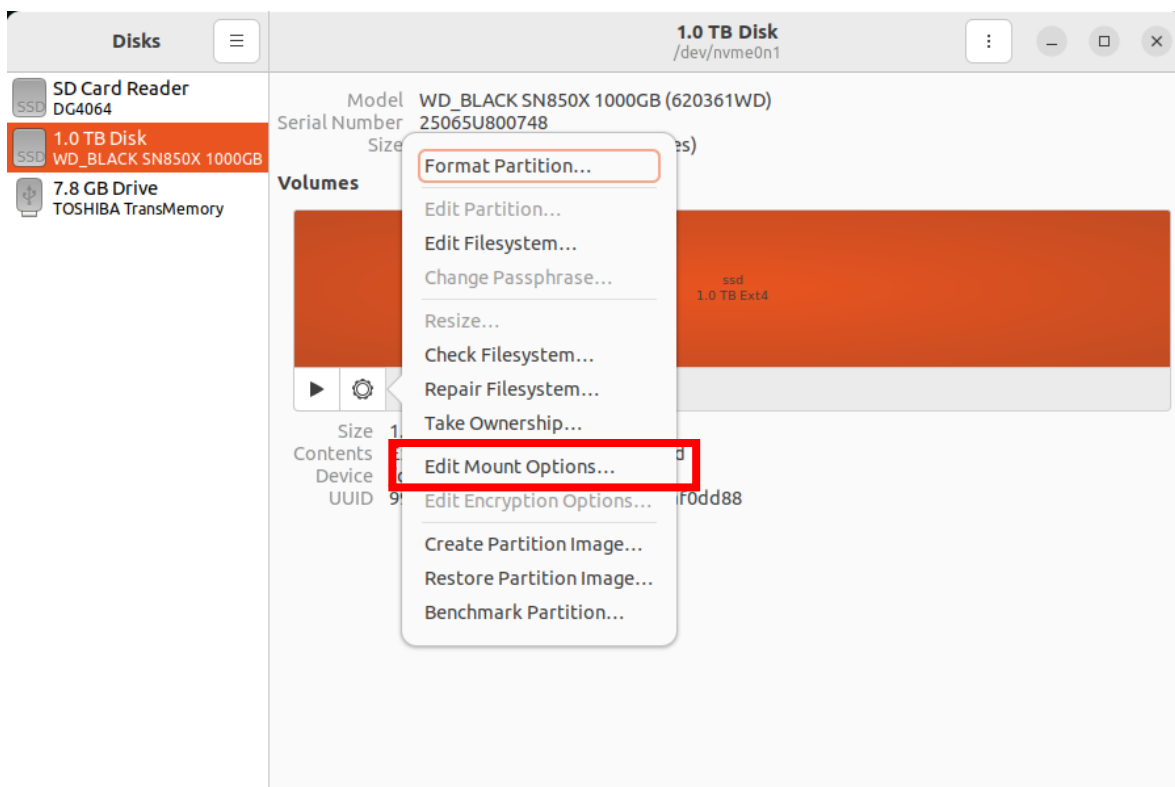 Disks
1.0 TB Disk
/dev/nvme0n1
SD Card Reader
DG4064
1.0 TB Disk
WD_BLACK SN850X 1000GB
7.8 GB Drive
TOSHIBA TransMemory
SSD
SSD
Model WD_BLACK SN850X 1000GB (620361WD)
Serial Number 25065U800748
Size
Volumes
ssd
1.0 TB Ext4
Format Partition...
Edit Partition...
Edit Filesystem...
Change Passphrase...
Resize...
Check Filesystem...
Repair Filesystem...
Take Ownership...
Edit Mount Options...
Edit Encryption Options...
Create Partition Image...
Restore Partition Image...
Benchmark Partition...
Size
Contents
Device
UUID